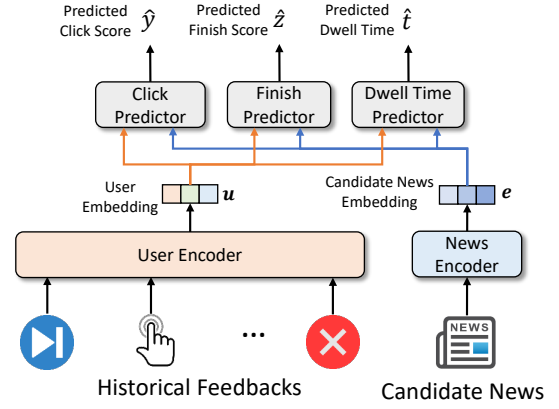 Predicted
Click Score ŷ
Predicted
Finish Score ẑ
Predicted
Dwell Time t̂
Click
Predictor
Finish
Predictor
Dwell Time
Predictor
User
Embedding
u
Candidate News
Embedding
e
User Encoder
News
Encoder
...
NEWS
Historical Feedbacks
Candidate News